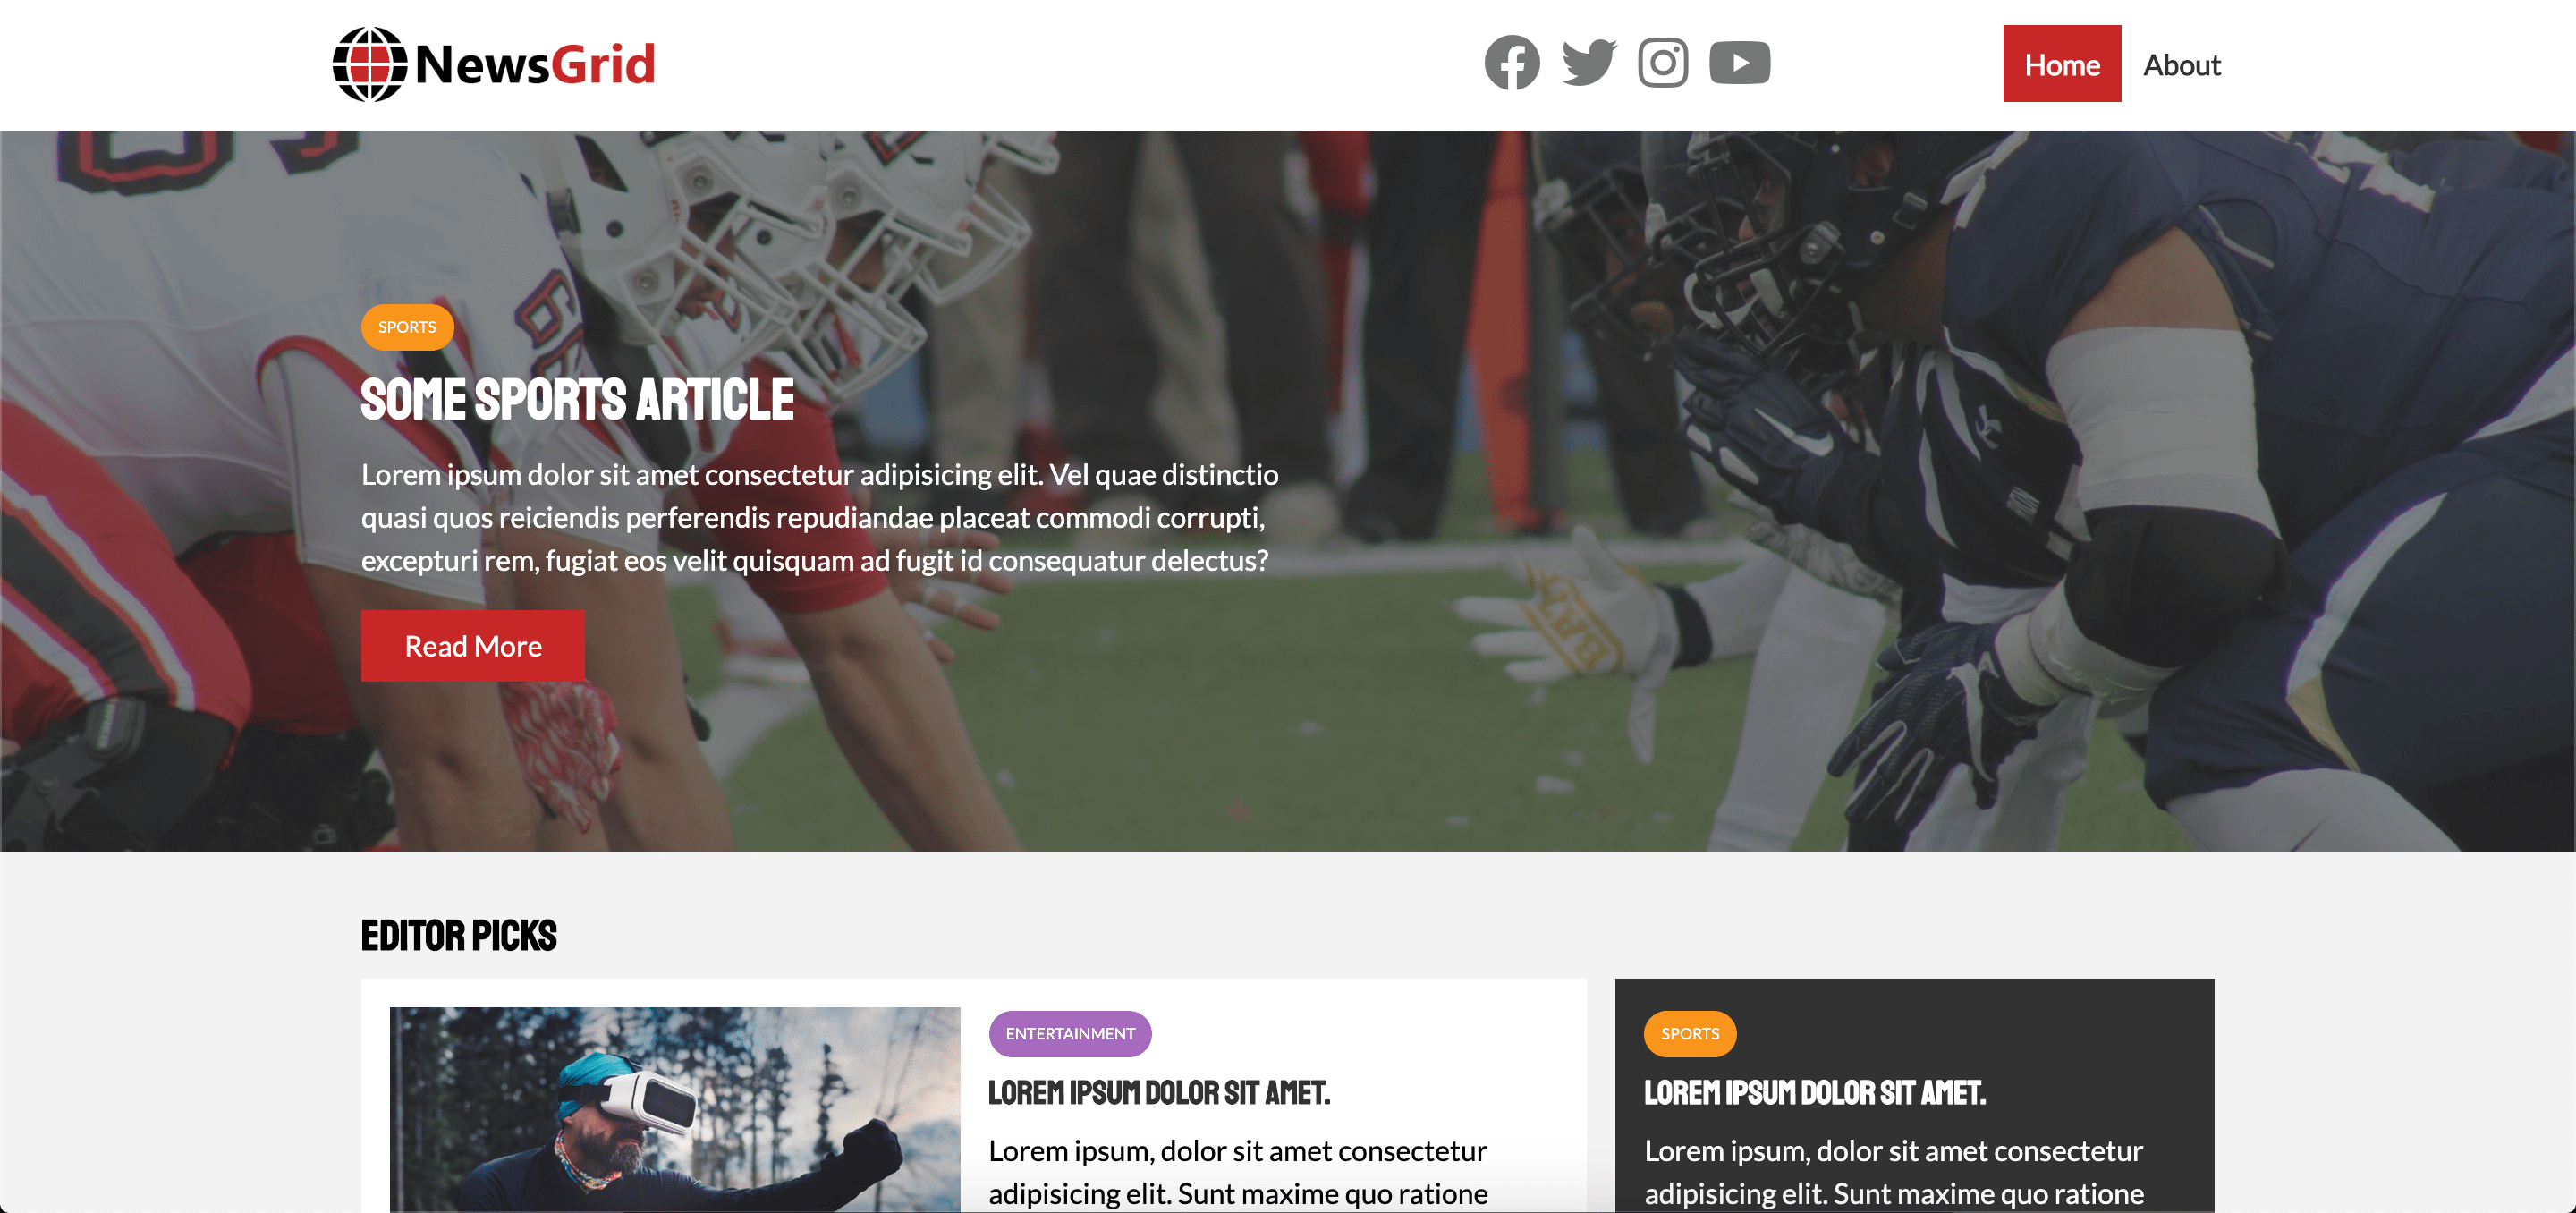 NewsGrid
Home About
SPORTS
SOME SPORTS ARTICLE
Lorem ipsum dolor sit amet consectetur adipisicing elit. Vel quae distinctio
quasi quos reiciendis perferendis repudiandae placeat commodi corrupti,
excepturi rem, fugiat eos velit quisquam ad fugit id consequatur delectus?
Read More
EDITOR PICKS
ENTERTAINMENT
LOREM IPSUM DOLOR SIT AMET.
Lorem ipsum, dolor sit amet consectetur
adipisicing elit. Sunt maxime quo ratione
SPORTS
LOREM IPSUM DOLOR SIT AMET.
Lorem ipsum, dolor sit amet consectetur
adipisicing elit. Sunt maxime quo ratione